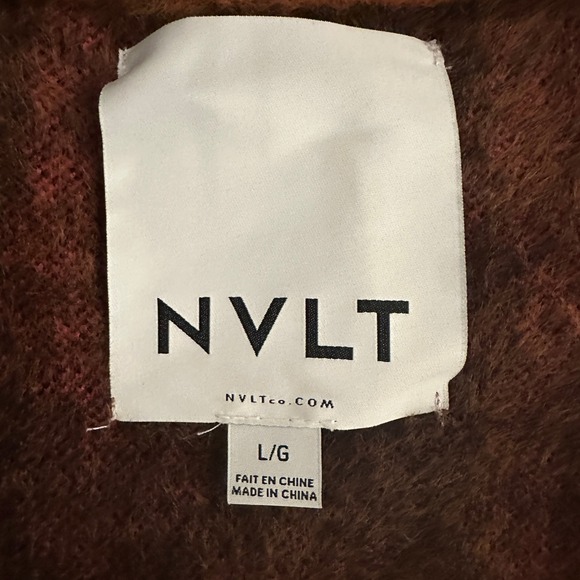 NVLT
NVLTco.COM
L/G
FAIT EN CHINE
MADE IN CHINA